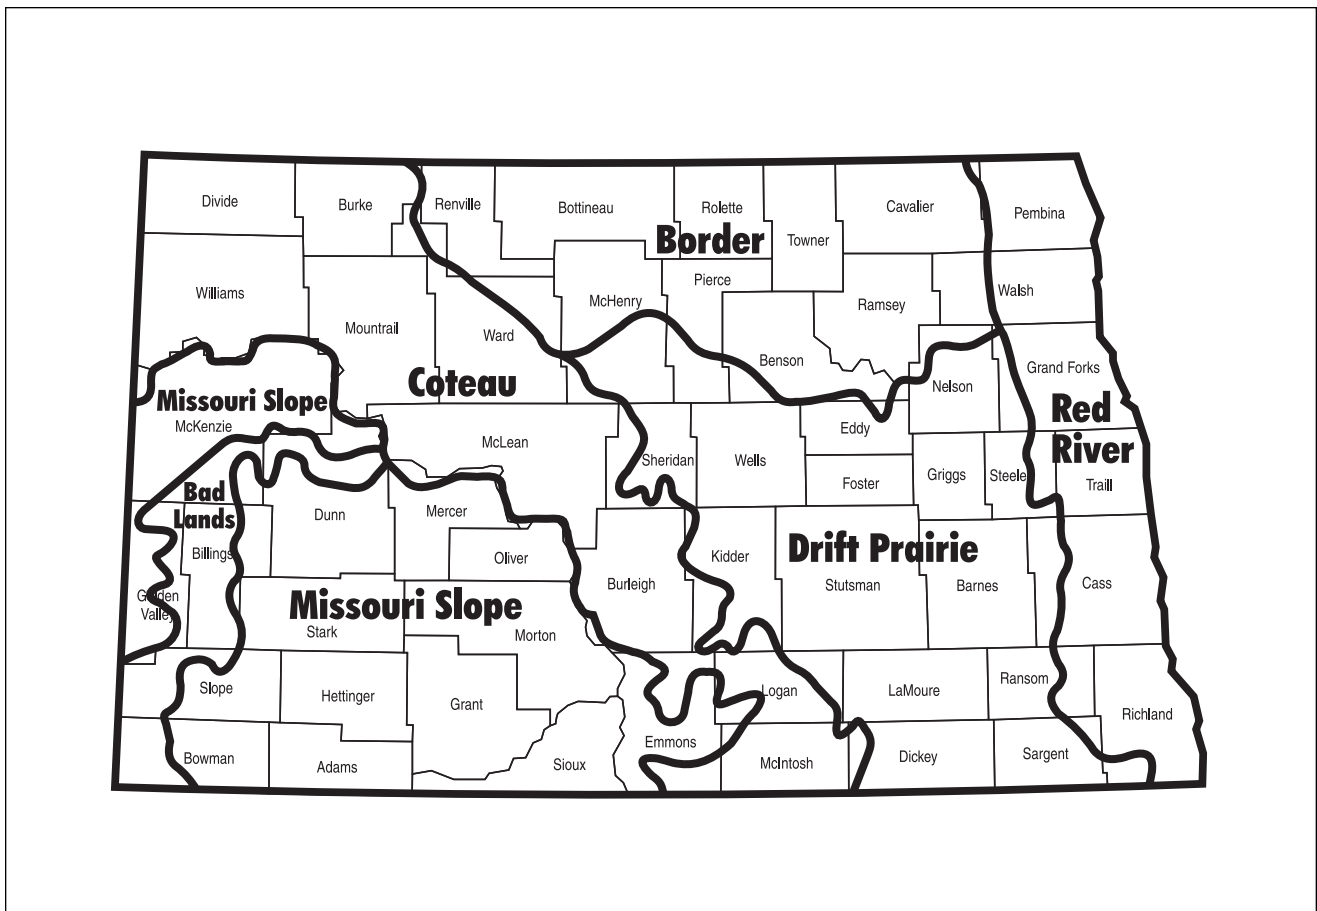 Divide
Burke
Renville
Bottineau
Rolette
Cavalier
Pembina
Border
Towner
Pierce
Williams
McHenry
Ramsey
Walsh
Mountrail
Ward
Benson
Grand Forks
Nelson
Coteau
Missouri Slope
McKenzie
Red
River
Eddy
McLean
Sheridan
Wells
Griggs
Steele
Foster
Traill
Bad
Lands
Dunn
Mercer
Billings
Oliver
Kidder
Drift Prairie
Burleigh
Stutsman
Barnes
Cass
Golden
Valley
Missouri Slope
Stark
Morton
Slope
Hettinger
Grant
Logan
LaMoure
Ransom
Richland
Emmons
Bowman
Adams
Sioux
McIntosh
Dickey
Sargent